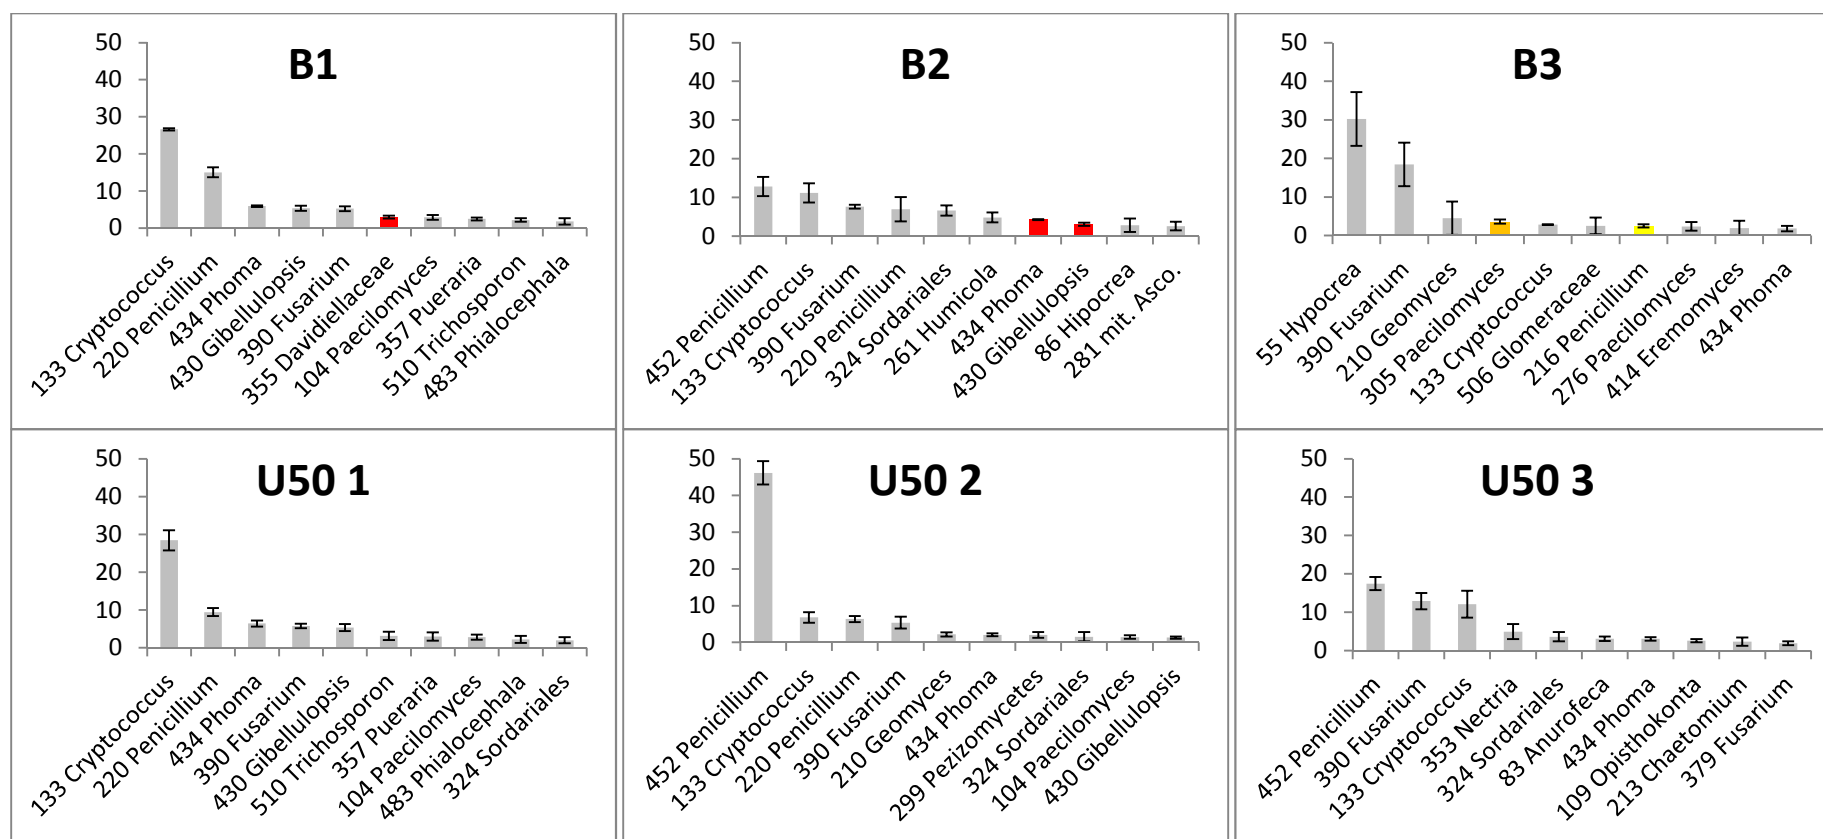 B1
50
40
30
20
10
0
133 Cryptococcus
220 Penicillium
434 Phoma
430 Gibellulopsis
390 Fusarium
355 Davidiellaceae
104 Paecilomyces
357 Pueraria
510 Trichosporon
483 Phialocephala
B2
50
40
30
20
10
0
452 Penicillium
133 Cryptococcus
390 Fusarium
220 Penicillium
324 Sordariales
261 Humicola
434 Phoma
430 Gibellulopsis
86 Hipocrea
281 mit. Asco.
B3
50
40
30
20
10
0
55 Hypocrea
390 Fusarium
210 Geomyces
305 Paecilomyces
133 Cryptococcus
506 Glomeraceae
216 Penicillium
276 Paecilomyces
414 Eremomyces
434 Phoma
U50 1
50
40
30
20
10
0
133 Cryptococcus
220 Penicillium
434 Phoma
390 Fusarium
430 Gibellulopsis
510 Trichosporon
357 Pueraria
104 Paecilomyces
483 Phialocephala
324 Sordariales
U50 2
50
40
30
20
10
0
452 Penicillium
133 Cryptococcus
220 Penicillium
390 Fusarium
210 Geomyces
434 Phoma
299 Pezizomycetes
324 Sordariales
104 Paecilomyces
430 Gibellulopsis
U50 3
50
40
30
20
10
0
452 Penicillium
390 Fusarium
133 Cryptococcus
353 Nectria
324 Sordariales
83 Anurofeca
434 Phoma
109 Opisthokonta
213 Chaetomium
379 Fusarium